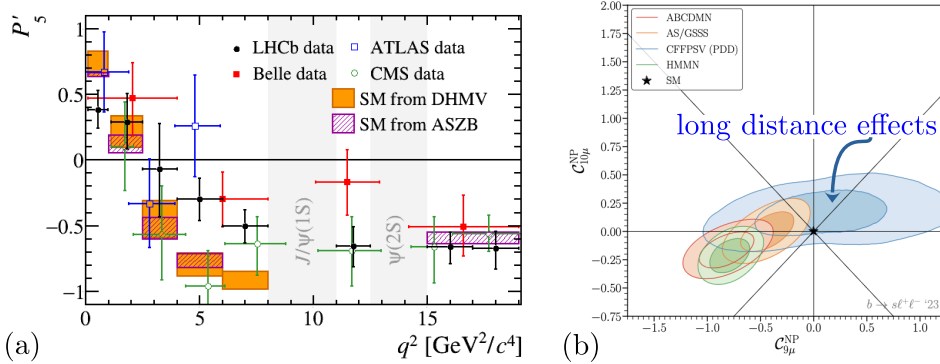 P′5
1
0.5
0
−0.5
−1
LHCb data
ATLAS data
Belle data
CMS data
SM from DHMV
SM from ASZB
J/ψ(1S)
ψ(2S)
0
5
10
15
q² [GeV²/c⁴]
(a)
2.00
1.75
1.50
1.25
1.00
0.75
0.50
0.25
0.00
−0.25
−0.50
−0.75
C^NP_10μ
ABCDMN
AS/GSSS
CFFPSV (PDD)
HMMN
SM
long distance effects
b → sℓ⁺ℓ⁻ ‘23
−1.5
−1.0
−0.5
0.0
0.5
1.0
C^NP_9μ
(b)